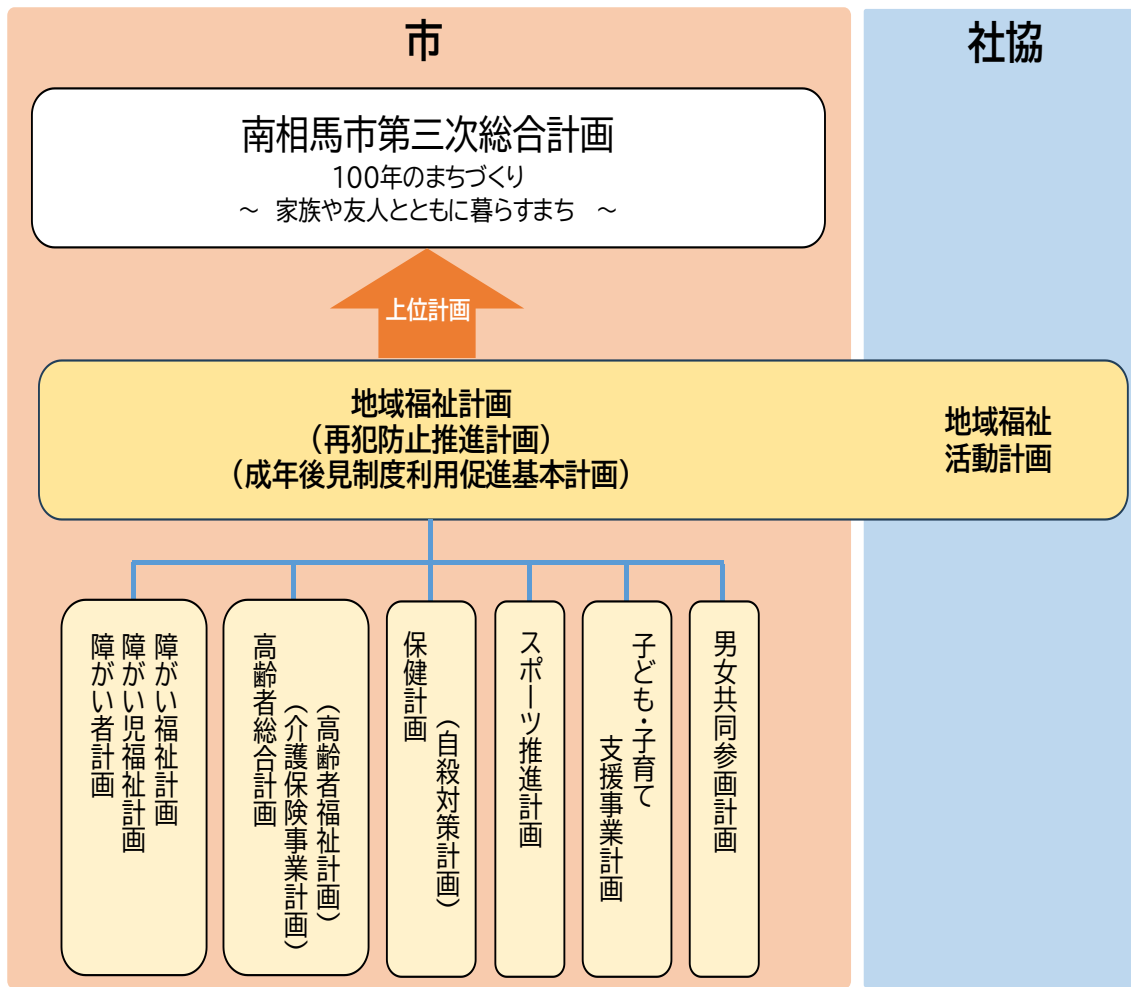 市
社協
南相馬市第三次総合計画
100年のまちづくり
～ 家族や友人とともに暮らすまち ～
上位計画
地域福祉計画
（再犯防止推進計画）
（成年後見制度利用促進基本計画）
地域福祉
活動計画
障がい福祉計画
障がい児福祉計画
障がい者計画
（高齢者福祉計画）
（介護保険事業計画）
高齢者総合計画
（自殺対策計画）
保健計画
スポーツ推進計画
子ども・子育て
支援事業計画
男女共同参画計画